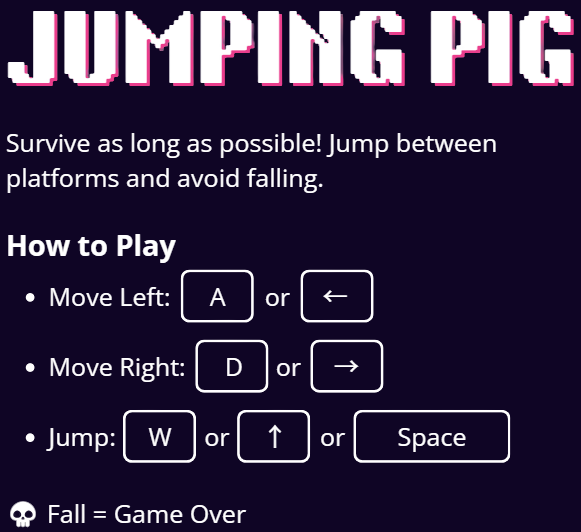 JUMPING PIG
Survive as long as possible! Jump between
platforms and avoid falling.
How to Play
• Move Left: A or ←
• Move Right: D or →
• Jump: W or ↑ or Space
💀 Fall = Game Over